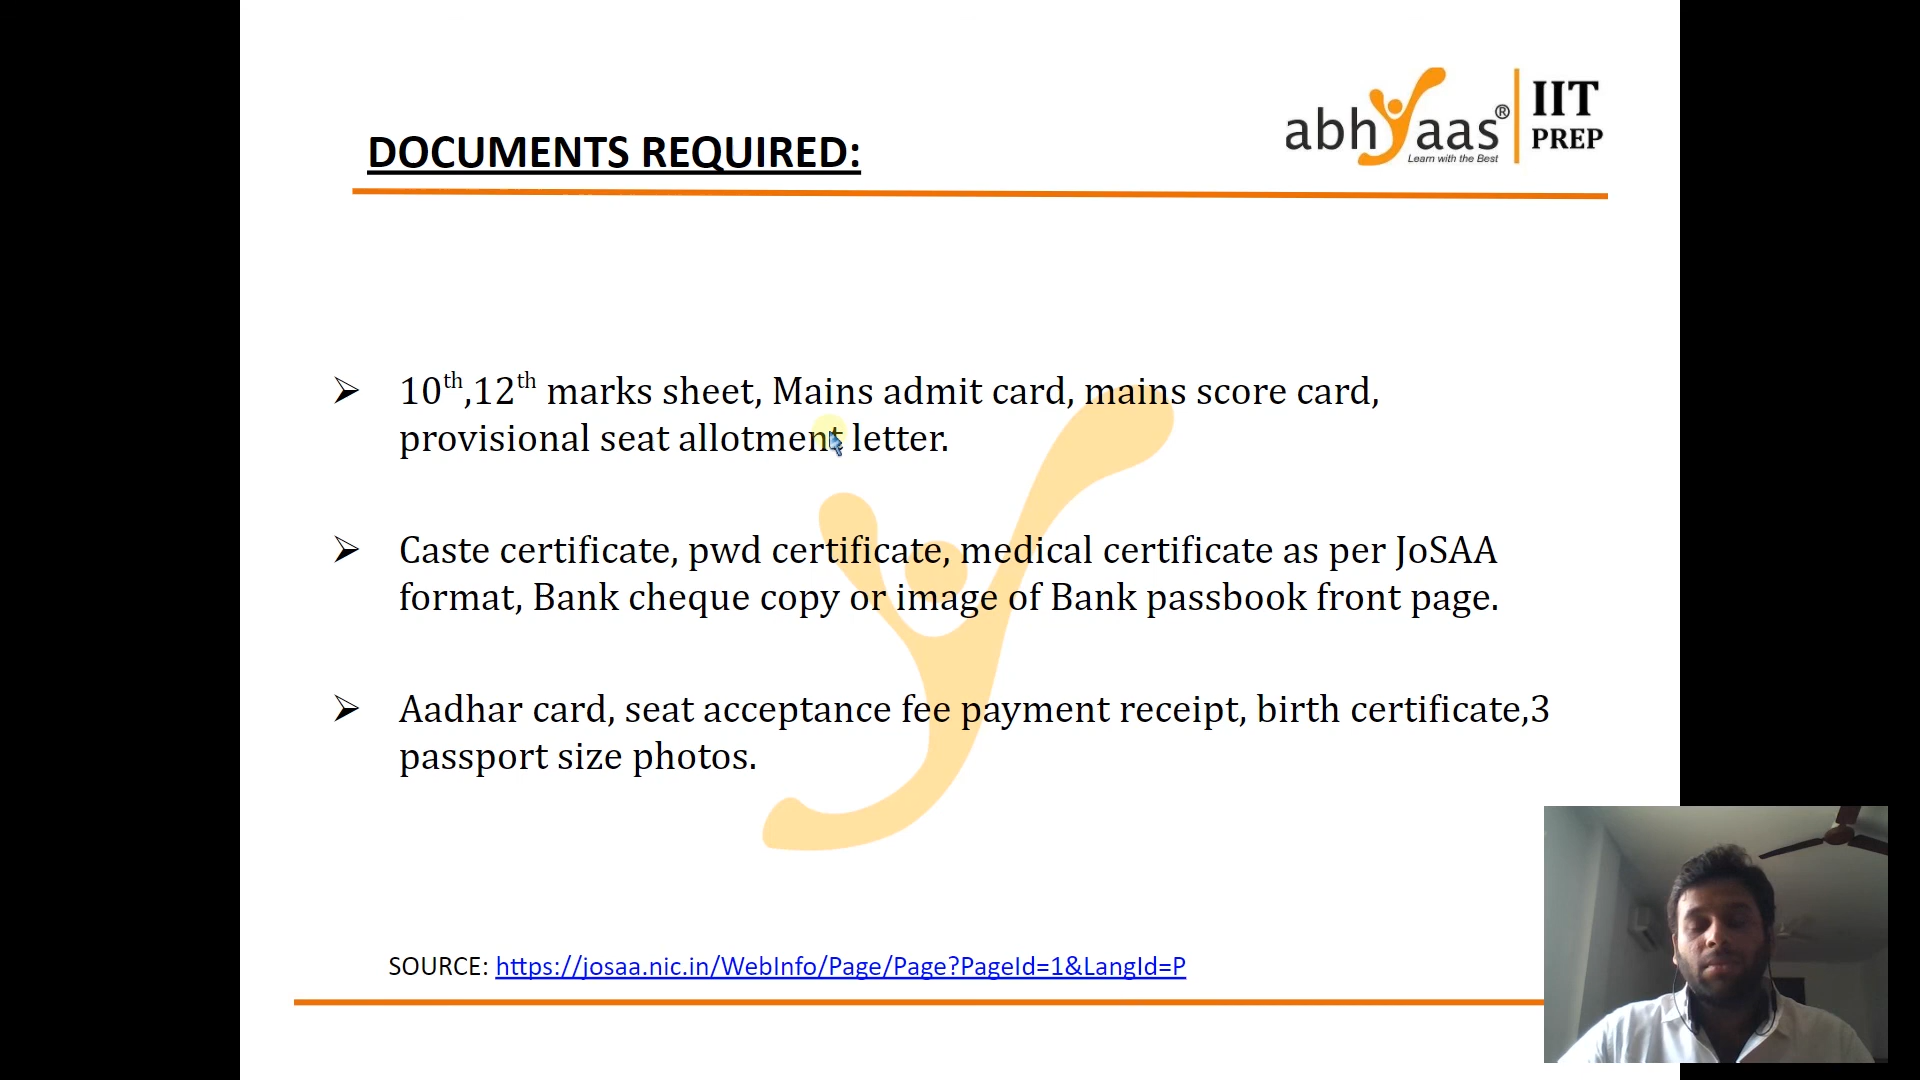 abhyaas® IIT
Learn with the Best PREP
DOCUMENTS REQUIRED:
➢ 10th,12th marks sheet, Mains admit card, mains score card,
provisional seat allotment letter.
➢ Caste certificate, pwd certificate, medical certificate as per JoSAA
format, Bank cheque copy or image of Bank passbook front page.
➢ Aadhar card, seat acceptance fee payment receipt, birth certificate,3
passport size photos.
SOURCE: https://josaa.nic.in/WebInfo/Page/Page?PageId=1&LangId=P